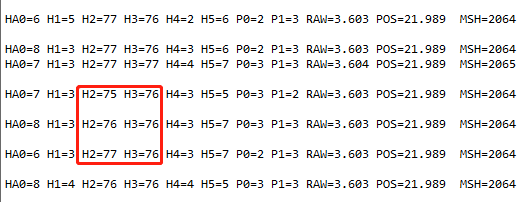 HA0=6 H1=5 H2=77 H3=76 H4=2 H5=6 P0=2 P1=3 RAW=3.603 POS=21.989  MSH=2064
HA0=8 H1=3 H2=77 H3=76 H4=3 H5=6 P0=2 P1=3 RAW=3.603 POS=21.989  MSH=2064
HA0=7 H1=3 H2=77 H3=77 H4=4 H5=7 P0=3 P1=3 RAW=3.604 POS=21.989  MSH=2065
HA0=7 H1=3 H2=75 H3=76 H4=3 H5=5 P0=3 P1=2 RAW=3.603 POS=21.989  MSH=2064
HA0=8 H1=3 H2=76 H3=76 H4=3 H5=7 P0=3 P1=3 RAW=3.603 POS=21.989  MSH=2064
HA0=6 H1=3 H2=77 H3=76 H4=3 H5=7 P0=2 P1=3 RAW=3.603 POS=21.989  MSH=2064
HA0=8 H1=4 H2=76 H3=76 H4=4 H5=5 P0=3 P1=3 RAW=3.603 POS=21.989  MSH=2064